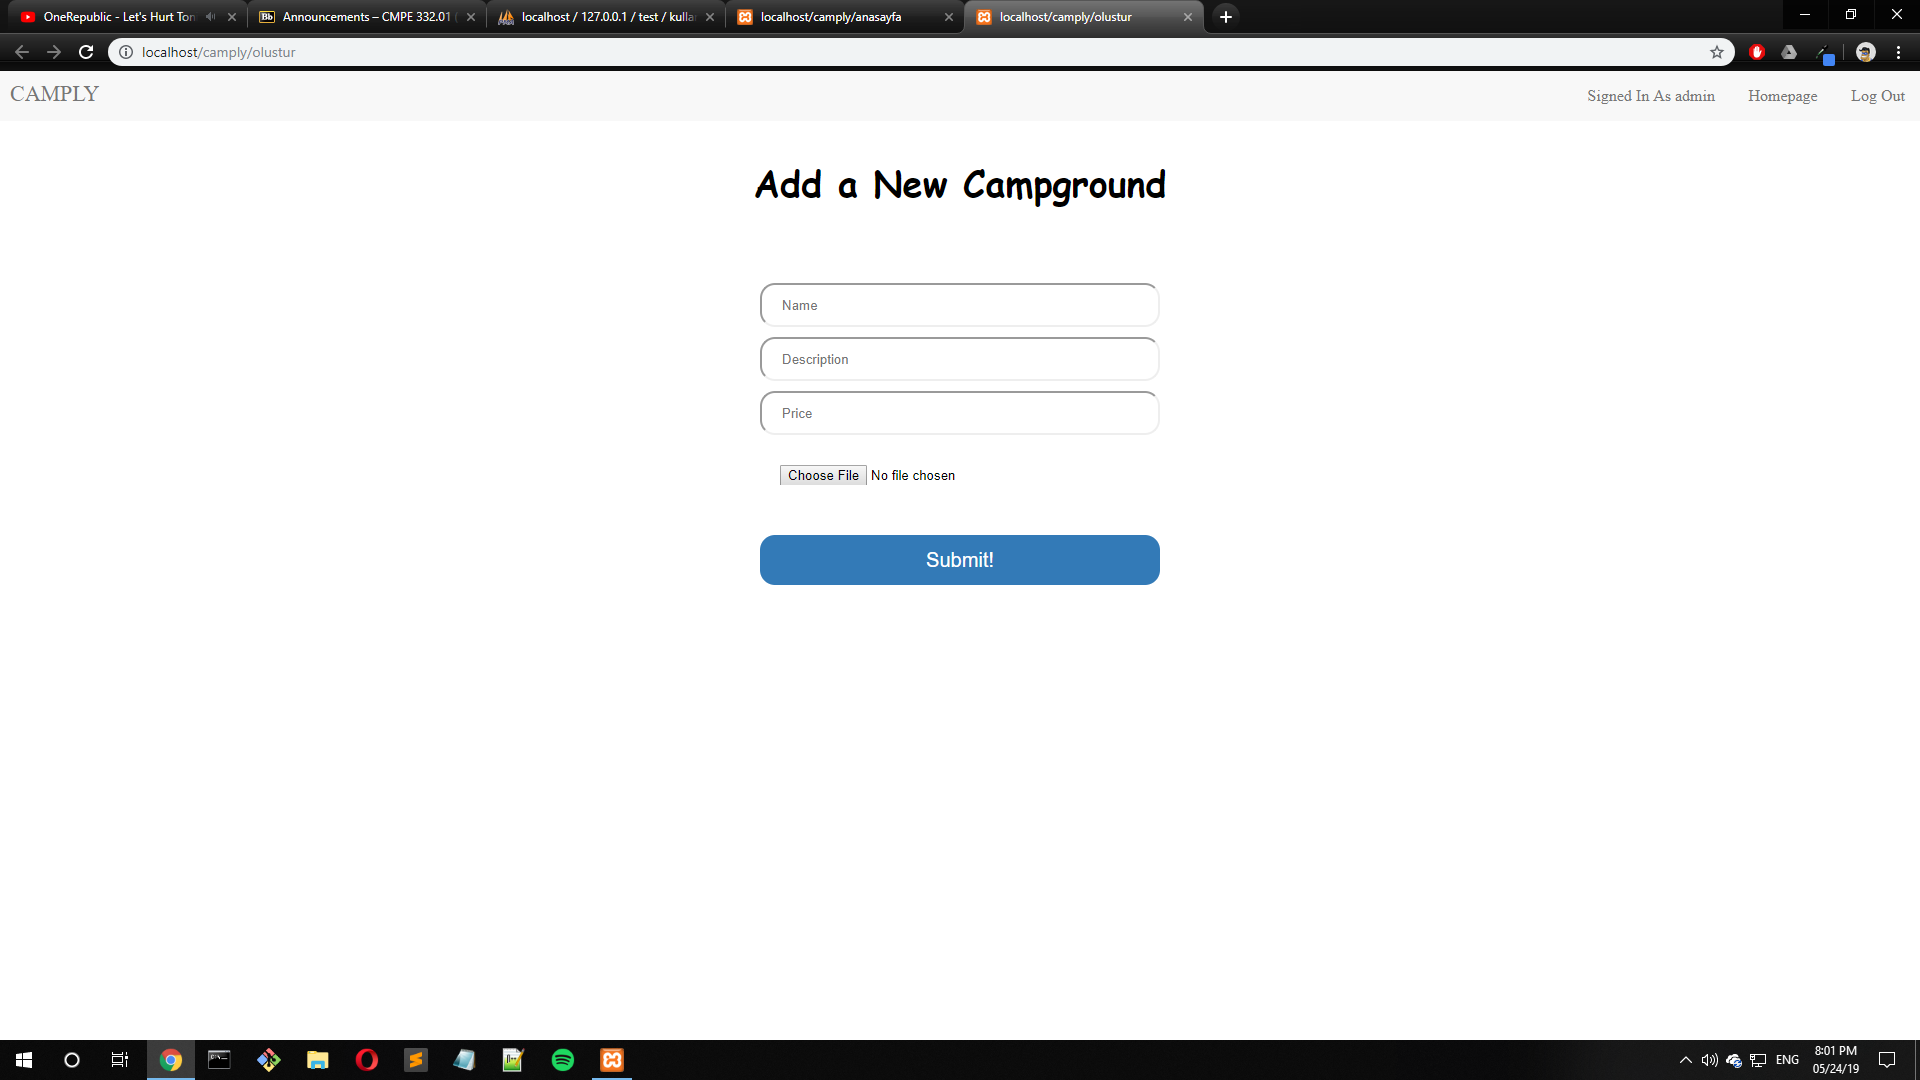 OneRepublic - Let's Hurt Ton
Bb Announcements – CMPE 332.01 (
localhost / 127.0.0.1 / test / kulla
localhost/camply/anasayfa
localhost/camply/olustur
localhost/camply/olustur
CAMPLY
Signed In As admin
Homepage
Log Out
Add a New Campground
Name
Description
Price
Choose File No file chosen
Submit!
ENG
8:01 PM
05/24/19